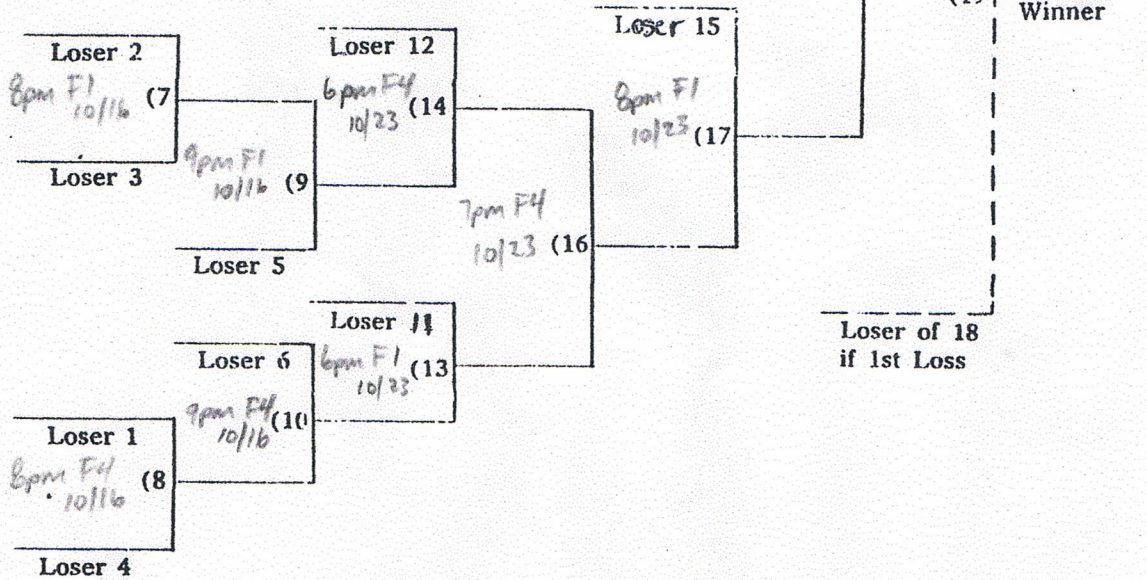 Winner
Loser 15
Loser 2
Loser 12
8pm F1
10/16
(7
6pm F4
10/23
(14
8pm F1
10/23
(17
Loser 3
9pm F1
10/16
(9
7pm F4
10/23
(16
Loser 5
Loser 11
Loser of 18
if 1st Loss
Loser 6
6pm F1
10/23
(13
9pm F4
10/16
(10
Loser 1
8pm F4
10/16
(8
Loser 4